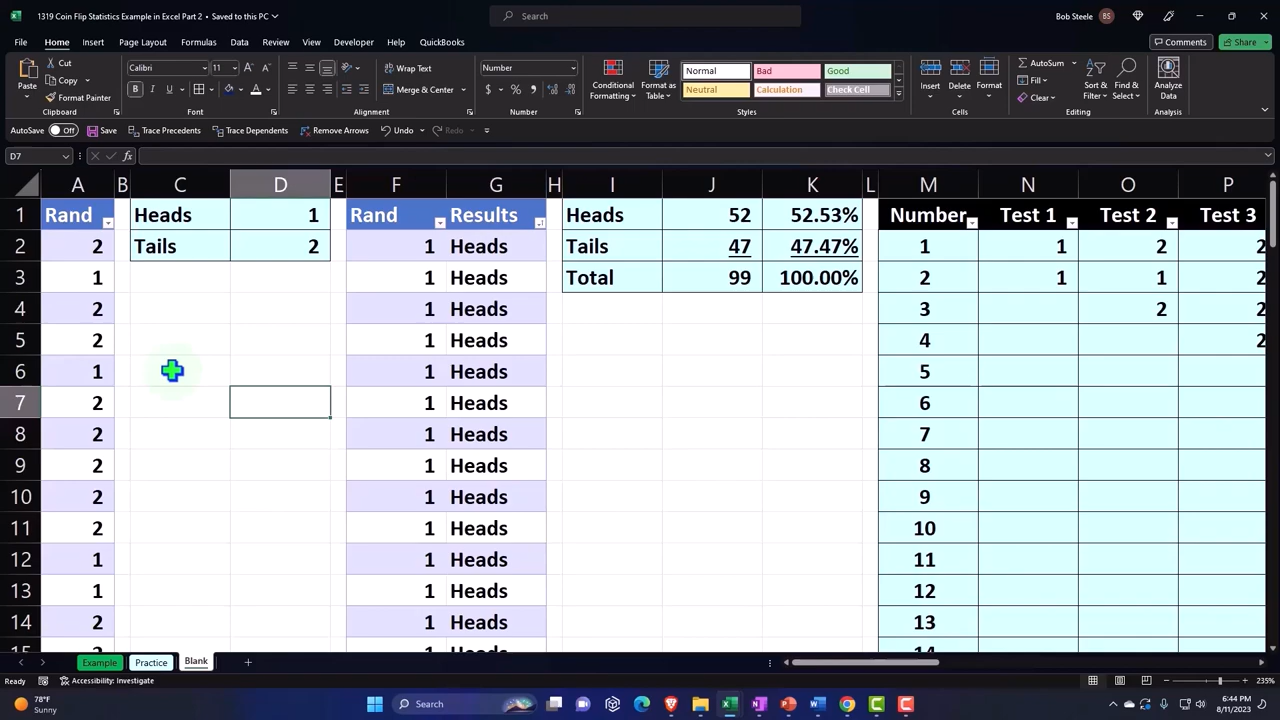 1319 Coin Flip Statistics Example in Excel Part 2 • Saved to this PC
Search
Bob Steele
BS
File Home Insert Page Layout Formulas Data Review View Developer Help QuickBooks
Comments Share
Paste
Cut
Copy
Format Painter
Clipboard
Calibri 11
B I U
Font
Wrap Text
Merge & Center
Alignment
Number
$ % ,
Number
Conditional Formatting
Format as Table
Normal Bad Good
Neutral Calculation Check Cell
Styles
Insert Delete Format
Cells
AutoSum
Fill
Clear
Sort & Filter
Find & Select
Editing
Analyze Data
Analysis
AutoSave Off Save Trace Precedents Trace Dependents Remove Arrows Undo Redo
D7 fx
A B C D E F G H I J K L M N O P
1 Rand Heads 1 Rand Results Heads 52 52.53% Number Test 1 Test 2 Test 3
2 2 Tails 2 1 Heads Tails 47 47.47% 1 1 2 2
3 1 1 Heads Total 99 100.00% 2 1 1 2
4 2 1 Heads 3 2 2
5 2 1 Heads 4 2
6 1 1 Heads 5
7 2 1 Heads 6
8 2 1 Heads 7
9 2 1 Heads 8
10 2 1 Heads 9
11 2 1 Heads 10
12 1 1 Heads 11
13 1 1 Heads 12
14 2 1 Heads 13
15 2 1 Heads 14
Example Practice Blank
Ready Accessibility: Investigate 235%
78°F
Sunny
Search
6:44 PM
8/11/2023